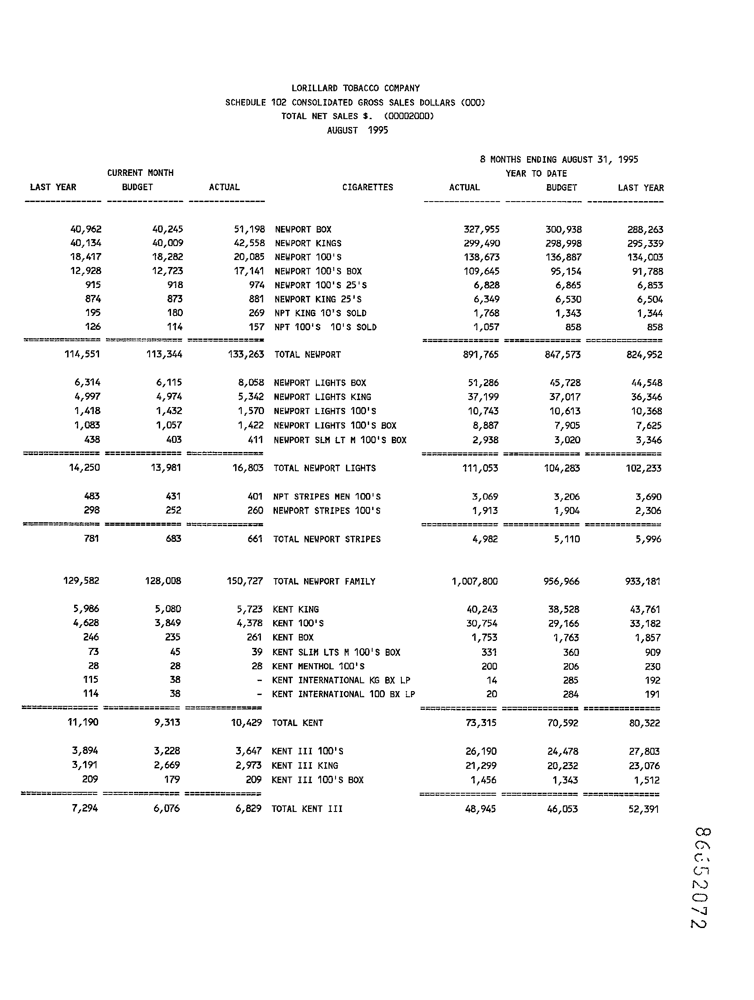 LORILLARD TOBACCO COMPANY
SCHEDULE 102 CONSOLIDATED GROSS SALES DOLLARS (000)
TOTAL NET SALES $. (00002000)
AUGUST 1995
8 MONTHS ENDING AUGUST 31, 1995
CURRENT MONTH YEAR TO DATE
LAST YEAR BUDGET ACTUAL CIGARETTES ACTUAL BUDGET LAST YEAR
40,962 40,245 51,198 NEWPORT BOX 327,955 300,938 288,263
40,134 40,009 42,558 NEWPORT KINGS 299,490 298,998 295,339
18,417 18,282 20,085 NEWPORT 100'S 138,673 136,887 134,003
12,928 12,723 17,141 NEWPORT 100'S BOX 109,645 95,154 91,788
915 918 974 NEWPORT 100'S 25'S 6,828 6,865 6,853
874 873 881 NEWPORT KING 25'S 6,349 6,530 6,504
195 180 269 NPT KING 10'S SOLD 1,768 1,343 1,344
126 114 157 NPT 100'S 10'S SOLD 1,057 858 858
114,551 113,344 133,263 TOTAL NEWPORT 891,765 847,573 824,952
6,314 6,115 8,058 NEWPORT LIGHTS BOX 51,286 45,728 44,548
4,997 4,974 5,342 NEWPORT LIGHTS KING 37,199 37,017 36,346
1,418 1,432 1,570 NEWPORT LIGHTS 100'S 10,743 10,613 10,368
1,083 1,057 1,422 NEWPORT LIGHTS 100'S BOX 8,887 7,905 7,625
438 403 411 NEWPORT SLM LT M 100'S BOX 2,938 3,020 3,346
14,250 13,981 16,803 TOTAL NEWPORT LIGHTS 111,053 104,283 102,233
483 431 401 NPT STRIPES MEN 100'S 3,069 3,206 3,690
298 252 260 NEWPORT STRIPES 100'S 1,913 1,904 2,306
781 683 661 TOTAL NEWPORT STRIPES 4,982 5,110 5,996
129,582 128,008 150,727 TOTAL NEWPORT FAMILY 1,007,800 956,966 933,181
5,986 5,080 5,723 KENT KING 40,243 38,528 43,761
4,628 3,849 4,378 KENT 100'S 30,754 29,166 33,182
246 235 261 KENT BOX 1,753 1,763 1,857
73 45 39 KENT SLIM LTS M 100'S BOX 331 360 909
28 28 28 KENT MENTHOL 100'S 200 206 230
115 38 - KENT INTERNATIONAL KG BX LP 14 285 192
114 38 - KENT INTERNATIONAL 100 BX LP 20 284 191
11,190 9,313 10,429 TOTAL KENT 73,315 70,592 80,322
3,894 3,228 3,647 KENT III 100'S 26,190 24,478 27,803
3,191 2,669 2,973 KENT III KING 21,299 20,232 23,076
209 179 209 KENT III 100'S BOX 1,456 1,343 1,512
7,294 6,076 6,829 TOTAL KENT III 48,945 46,053 52,391